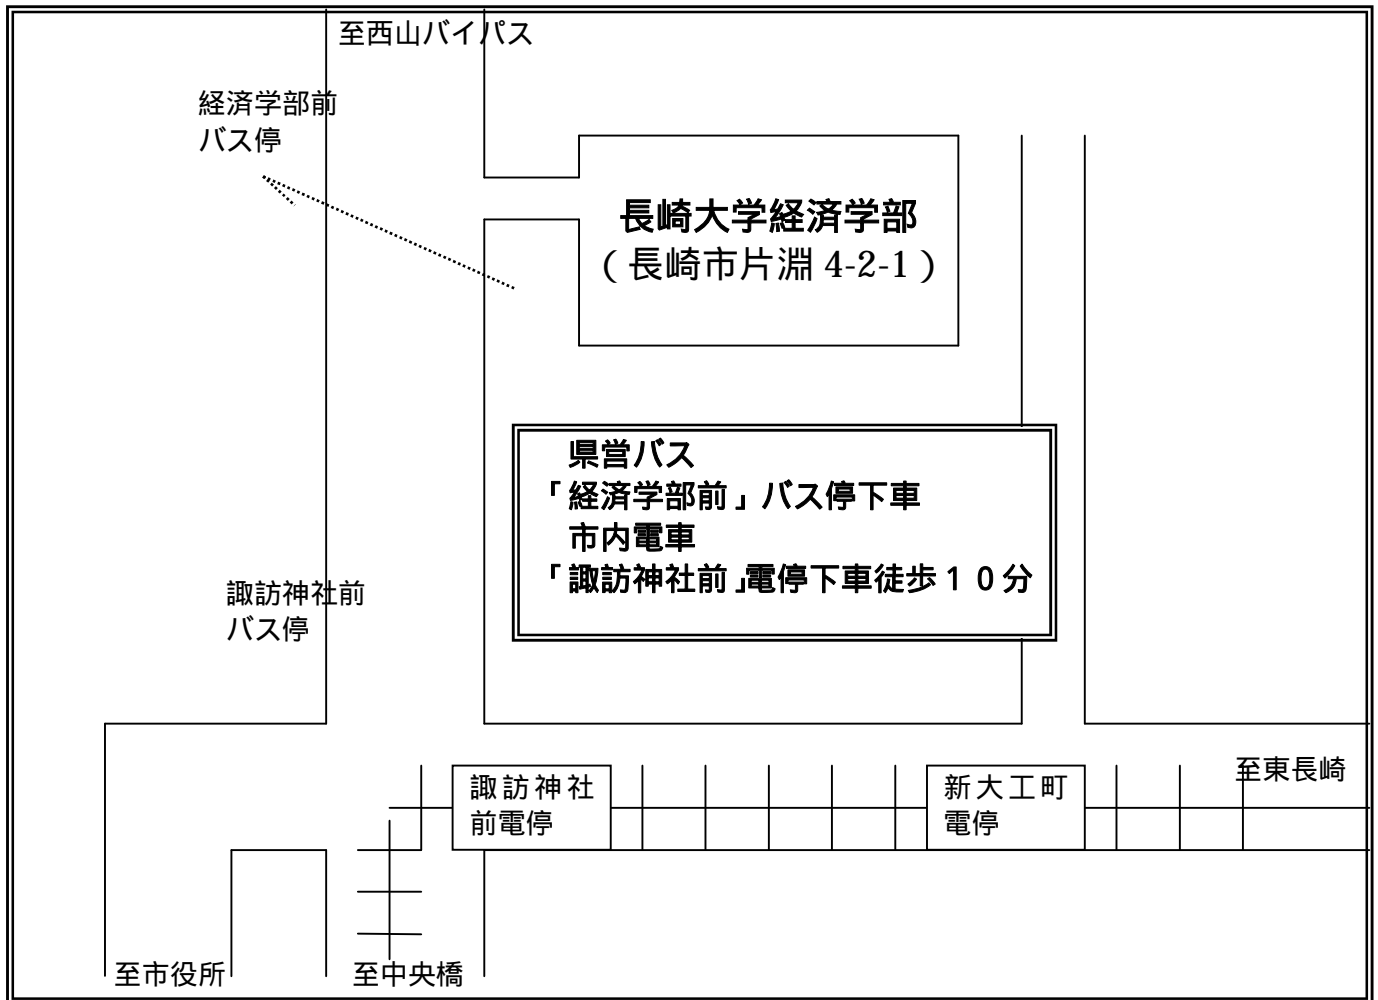 至西山バイパス
経済学部前
バス停
長崎大学経済学部
（長崎市片淵 4-2-1）
県営バス
「経済学部前」バス停下車
市内電車
「諏訪神社前」電停下車徒歩１０分
諏訪神社前
バス停
至東長崎
諏訪神社
前電停
新大工町
電停
至市役所
至中央橋